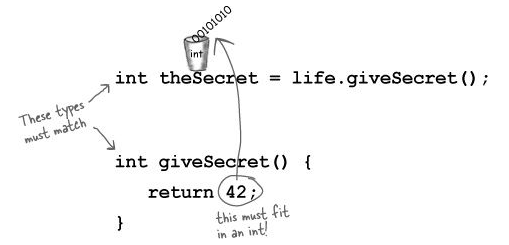 00101010
int
int theSecret = life.giveSecret();
These types
must match
int giveSecret() {
return 42;
this must fit
in an int!
}